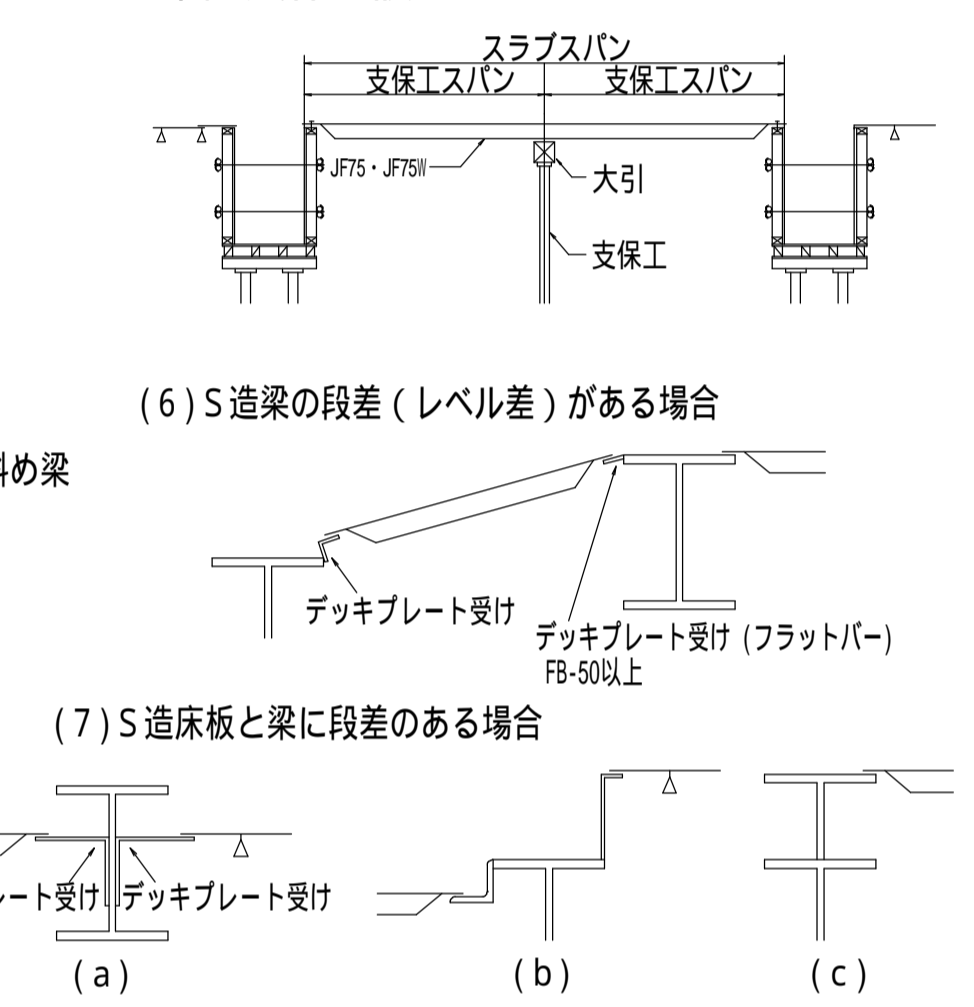 スラブスパン
支保工スパン 支保工スパン
JF75・JF75W
大引
支保工
(6)S造梁の段差(レベル差)がある場合
斜め梁
デッキプレート受け
デッキプレート受け(フラットバー)
FB-50以上
(7)S造床板と梁に段差のある場合
レート受け デッキプレート受け
(a) (b) (c)